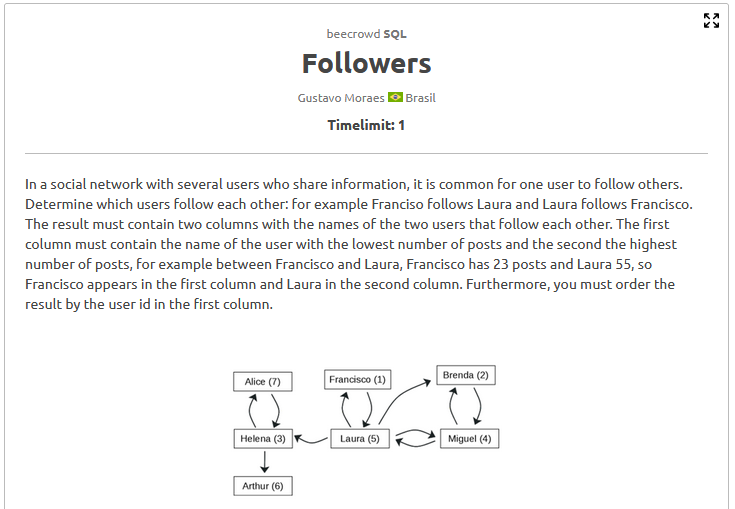 beecrowd SQL
Followers
Gustavo Moraes Brasil
Timelimit: 1
In a social network with several users who share information, it is common for one user to follow others.
Determine which users follow each other: for example Franciso follows Laura and Laura follows Francisco.
The result must contain two columns with the names of the two users that follow each other. The first
column must contain the name of the user with the lowest number of posts and the second the highest
number of posts, for example between Francisco and Laura, Francisco has 23 posts and Laura 55, so
Francisco appears in the first column and Laura in the second column. Furthermore, you must order the
result by the user id in the first column.
Alice (7)
Francisco (1)
Brenda (2)
Helena (3)
Laura (5)
Miguel (4)
Arthur (6)